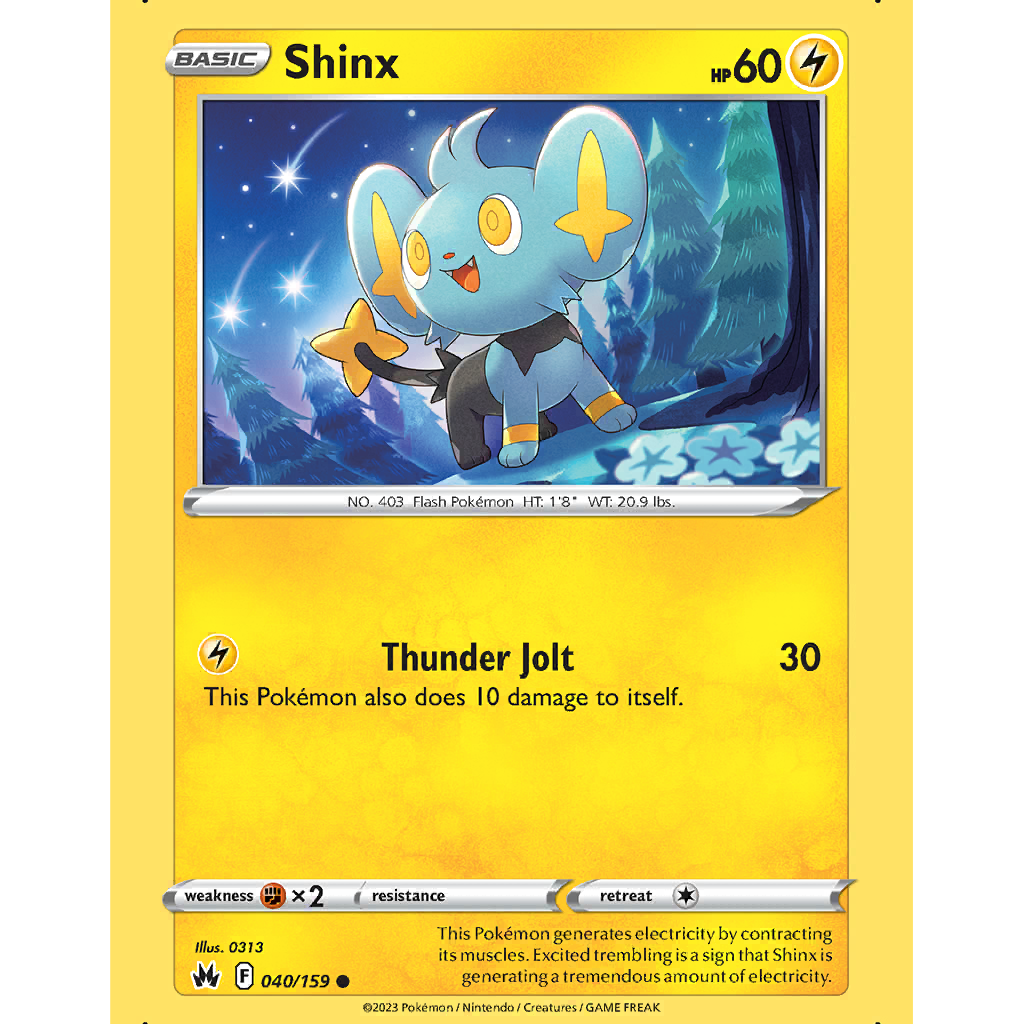 BASIC Shinx HP 60
NO. 403 Flash Pokémon HT: 1'8" WT: 20.9 lbs.
Thunder Jolt 30
This Pokémon also does 10 damage to itself.
weakness ×2 resistance retreat
This Pokémon generates electricity by contracting
its muscles. Excited trembling is a sign that Shinx is
generating a tremendous amount of electricity.
Illus. 0313
F 040/159
©2023 Pokémon / Nintendo / Creatures / GAME FREAK